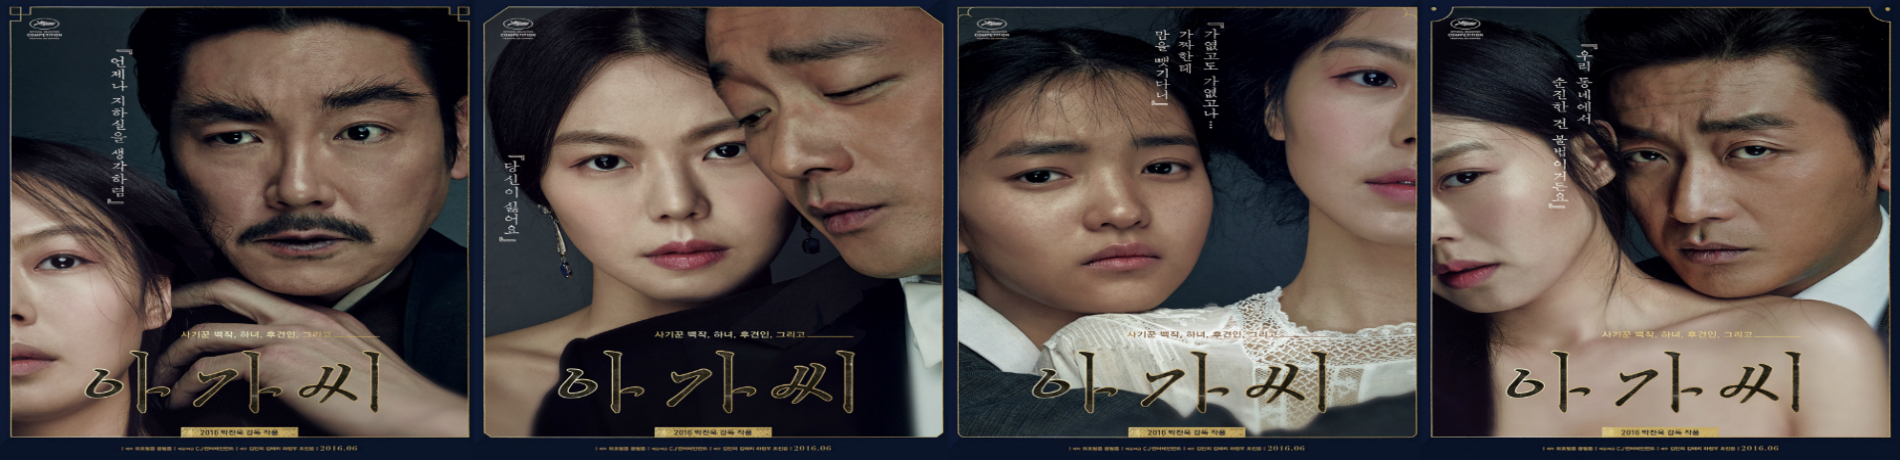 COMPETITION
『언제나 지하실을 생각하렴』
사기꾼 백작, 하녀, 후견인, 그리고
아가씨
2016 박찬욱 감독 작품
2016.06
COMPETITION
『당신이 싫어요』
사기꾼 백작, 하녀, 후견인, 그리고
아가씨
2016 박찬욱 감독 작품
2016.06
COMPETITION
『가엾고도 가엾고나...
가짜한테
맘을 뺏기다니』
사기꾼 백작, 하녀, 후견인, 그리고
아가씨
2016 박찬욱 감독 작품
2016.06
COMPETITION
『우리 동네에서
순진한 건 불법이거든요』
사기꾼 백작, 하녀, 후견인, 그리고
아가씨
2016 박찬욱 감독 작품
2016.06